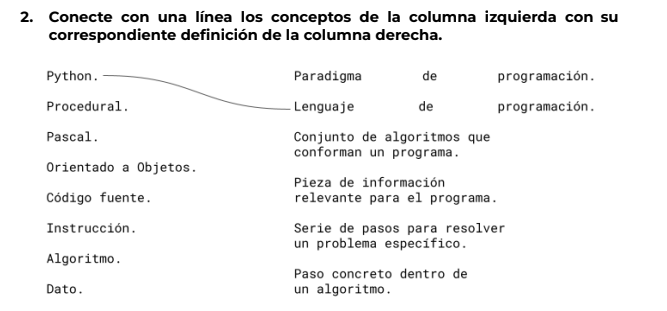 2. Conecte con una línea los conceptos de la columna izquierda con su
correspondiente definición de la columna derecha.
Python.
Procedural.
Pascal.
Orientado a Objetos.
Código fuente.
Instrucción.
Algoritmo.
Dato.
Paradigma de programación.
Lenguaje de programación.
Conjunto de algoritmos que
conforman un programa.
Pieza de información
relevante para el programa.
Serie de pasos para resolver
un problema específico.
Paso concreto dentro de
un algoritmo.